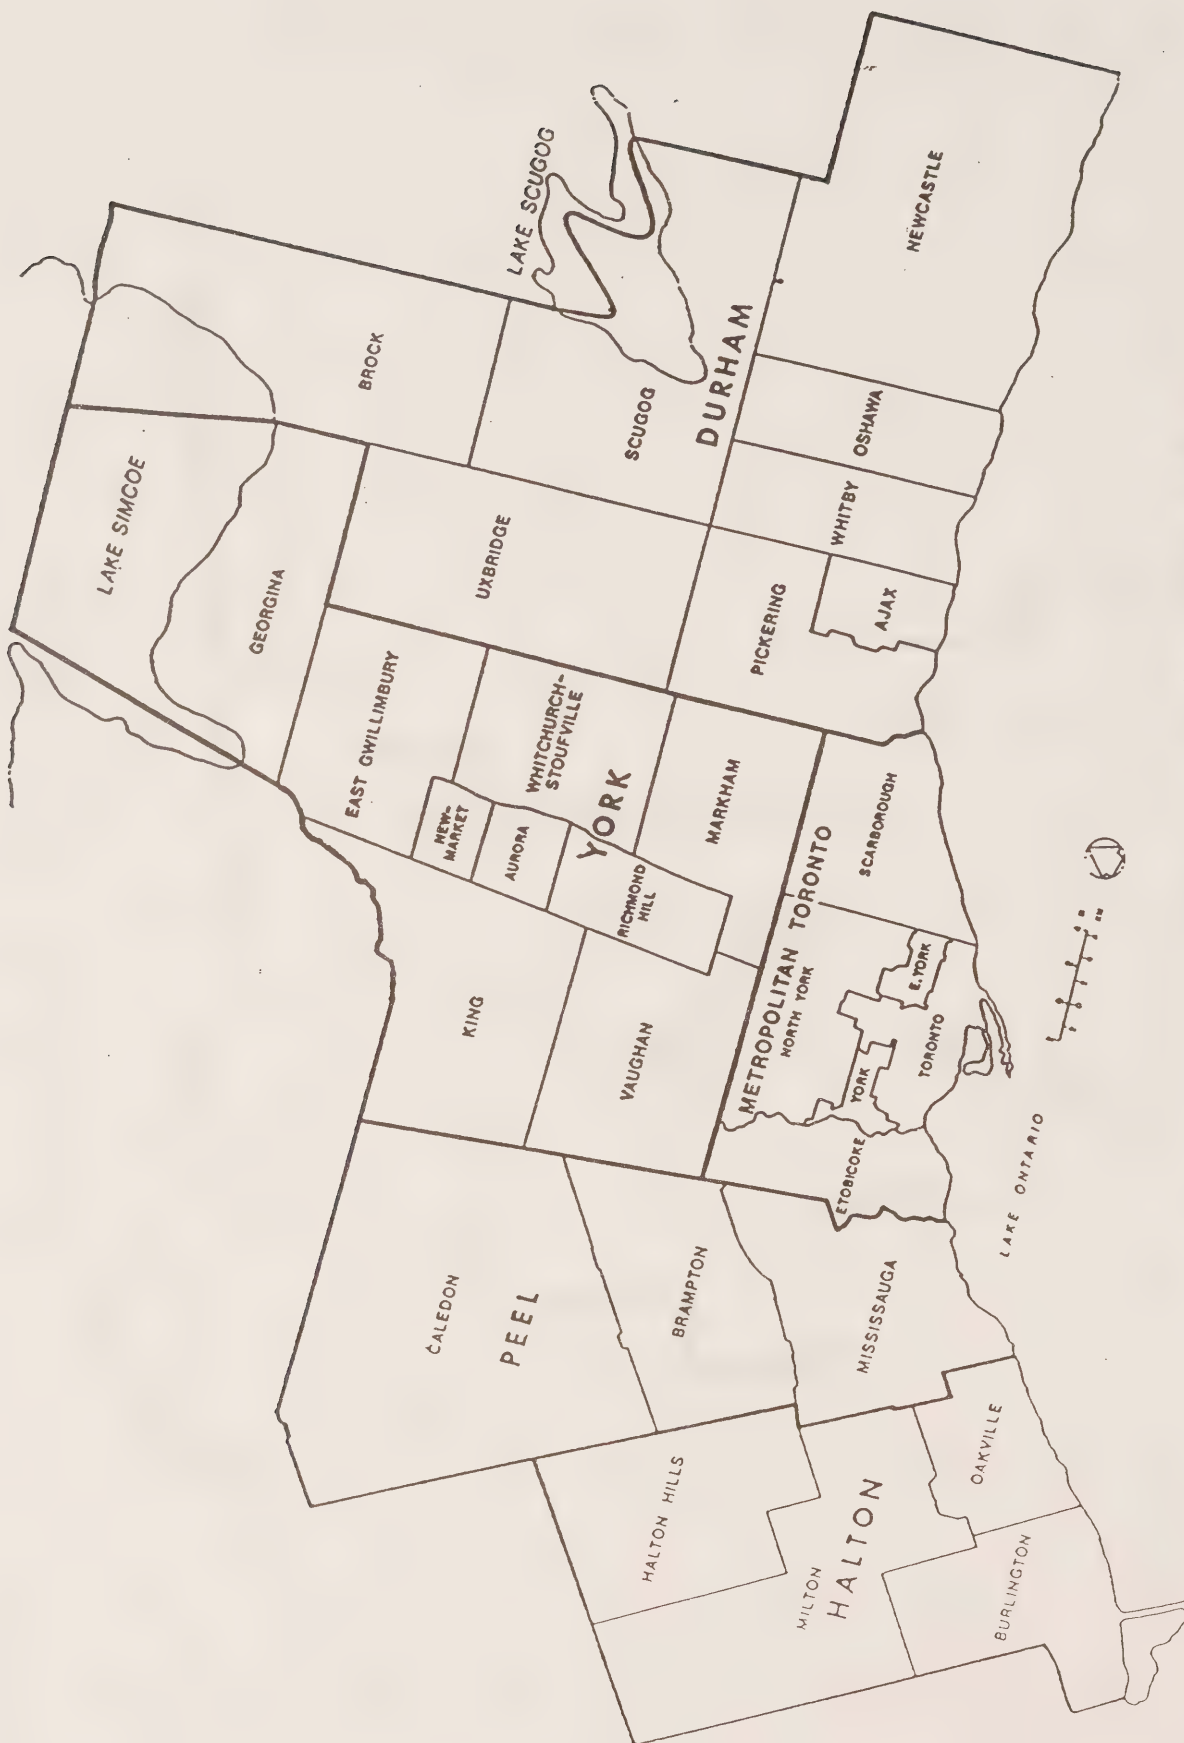 LAKE SCUGOG
LAKE SIMCOE
BROCK
SCUGOG
DURHAM
NEWCASTLE
OSHAWA
WHITBY
AJAX
PICKERING
UXBRIDGE
GEORGINA
EAST GWILLIMBURY
WHITCHURCH-
STOUFVILLE
NEW-
MARKET
AURORA
YORK
RICHMOND
HILL
MARKHAM
KING
VAUGHAN
METROPOLITAN TORONTO
NORTH YORK
SCARBOROUGH
E.YORK
YORK
TORONTO
ETOBICOKE
LAKE ONTARIO
CALEDON
PEEL
BRAMPTON
MISSISSAUGA
HALTON HILLS
MILTON
HALTON
OAKVILLE
BURLINGTON